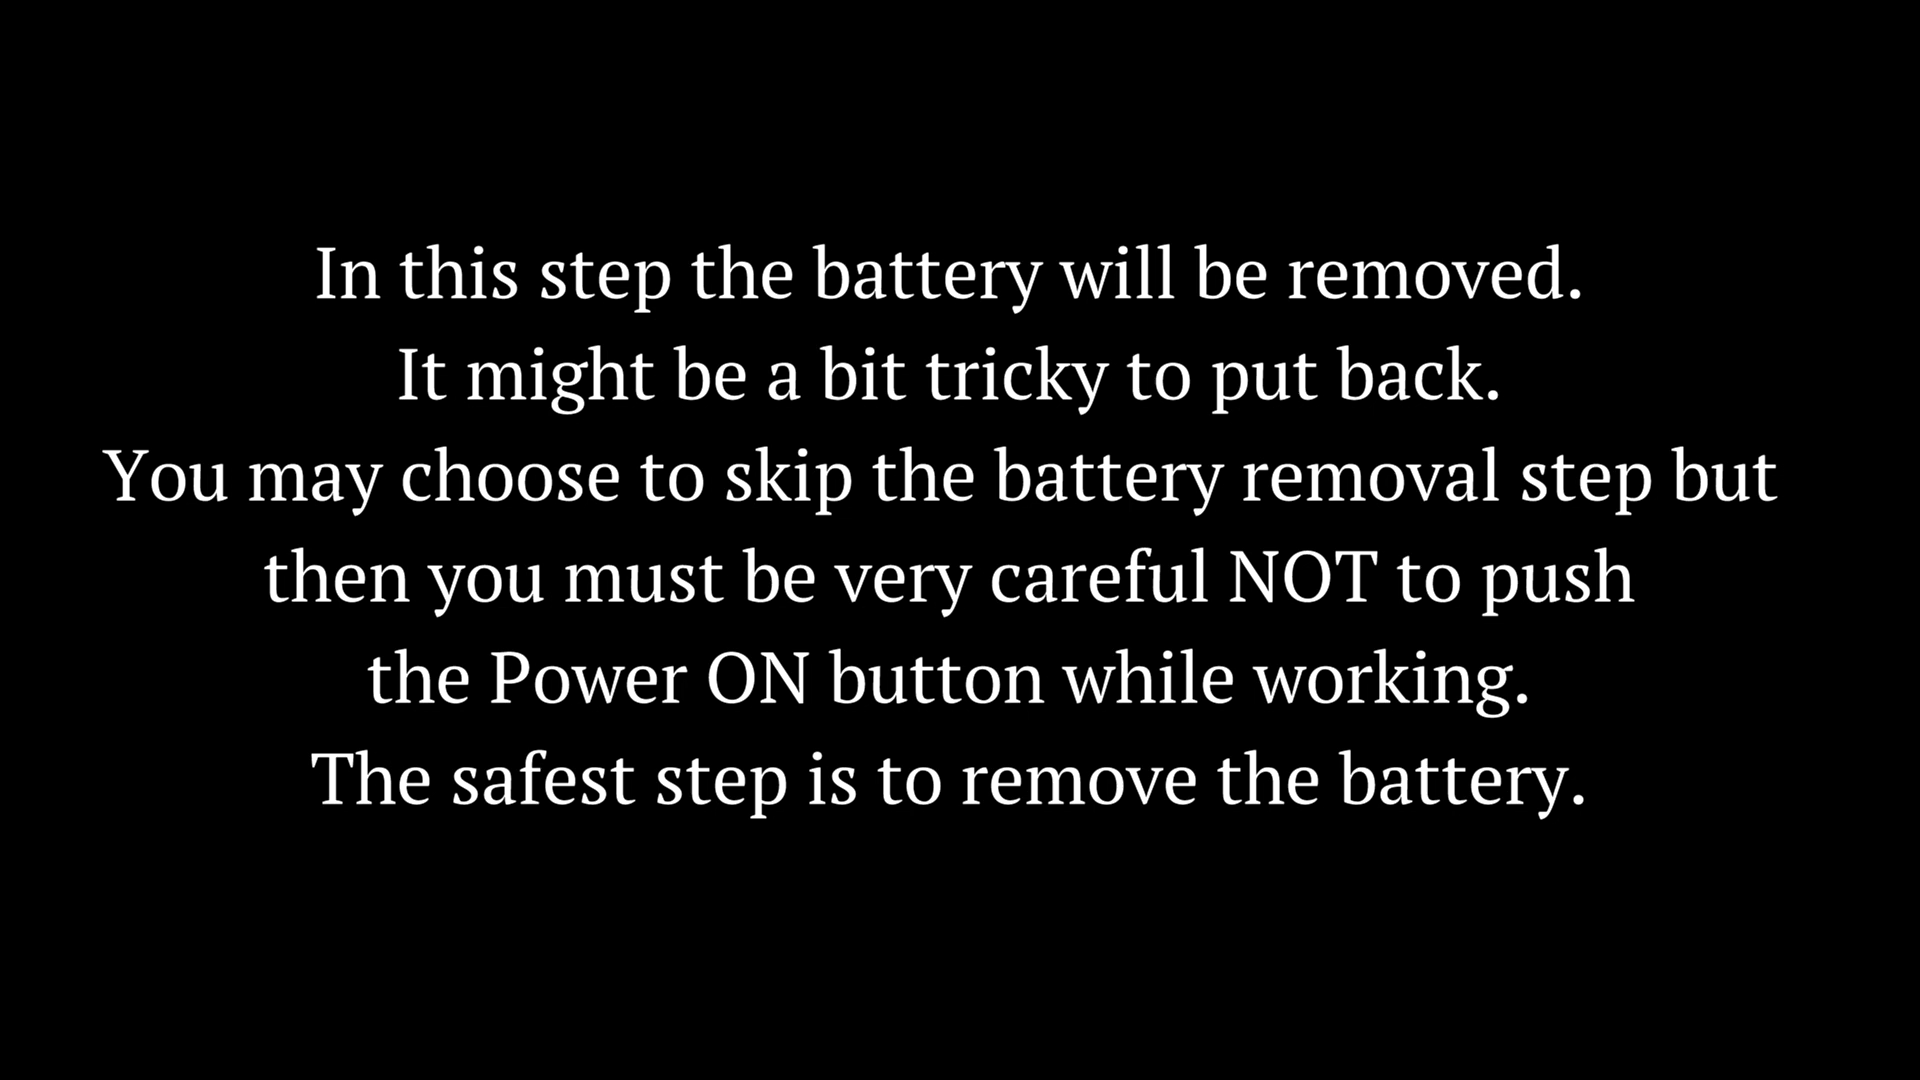 In this step the battery will be removed.
It might be a bit tricky to put back.
You may choose to skip the battery removal step but
then you must be very careful NOT to push
the Power ON button while working.
The safest step is to remove the battery.